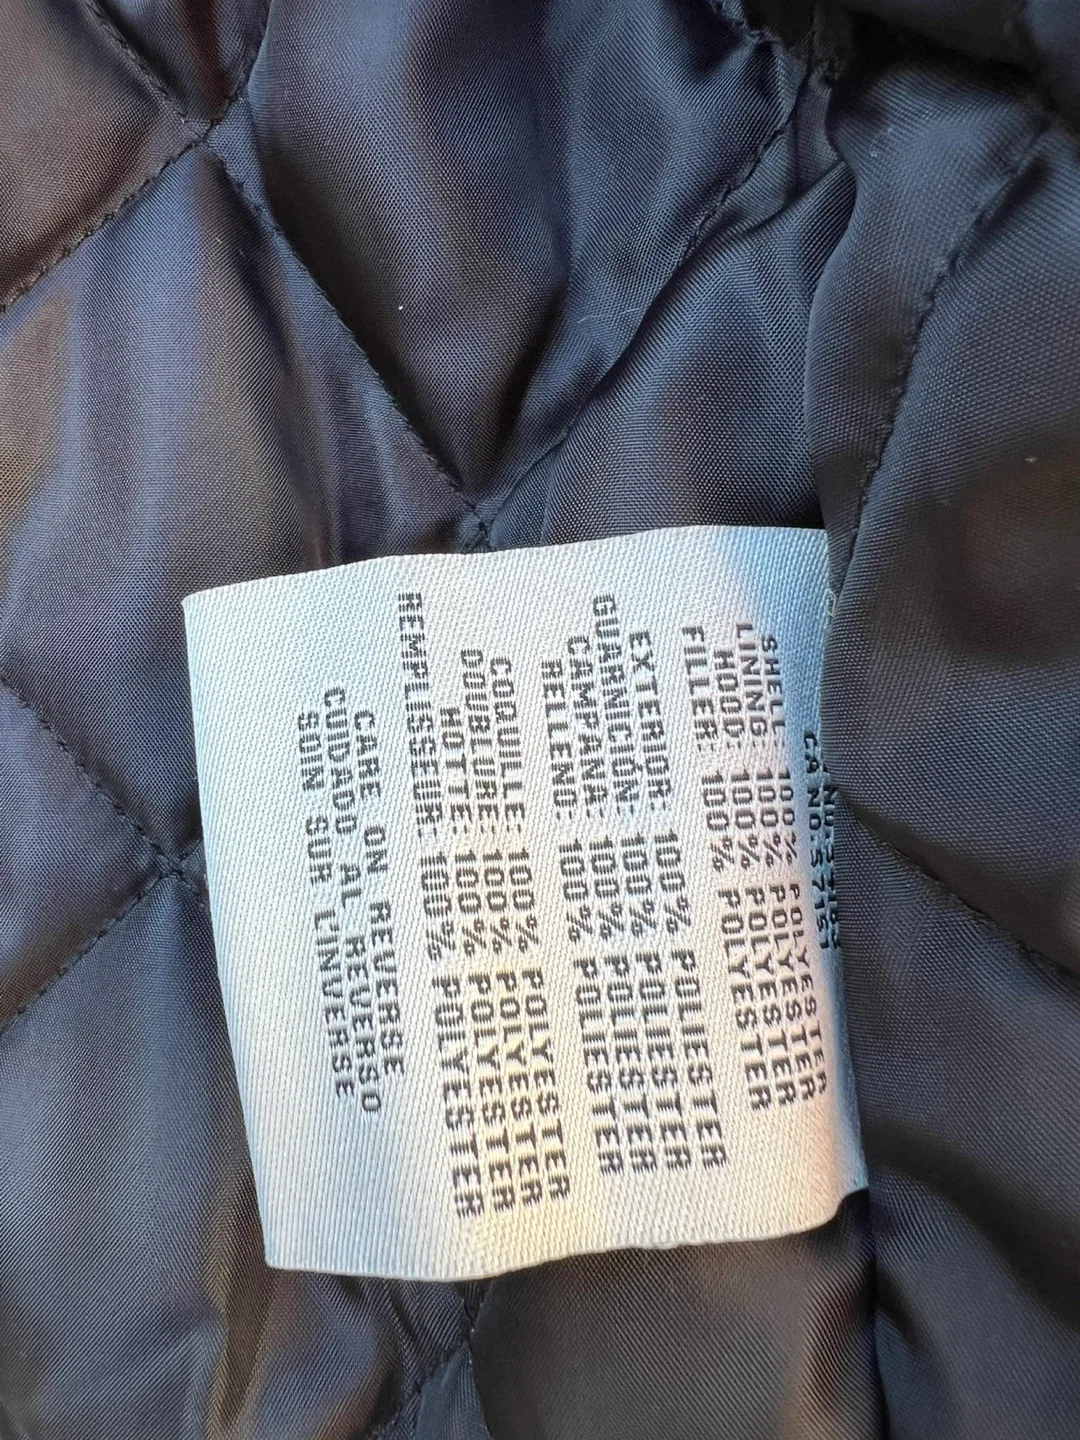 CA NO:57151
SHELL: 100% POLYESTER
LINING: 100% POLYESTER
HOOD: 100% POLYESTER
FILLER: 100% POLYESTER
EXTERIOR: 100% POLIESTER
GUARNICION: 100% POLIESTER
CAMPANA: 100% POLIESTER
RELLENO: 100% POLIESTER
COQUILLE: 100% POLYESTER
DOUBLURE: 100% POLYESTER
HOTTE: 100% POLYESTER
REMPLISSEUR: 100% POLYESTER
CARE ON REVERSE
CUIDADO AL REVERSO
SOIN SUR L'INVERSE